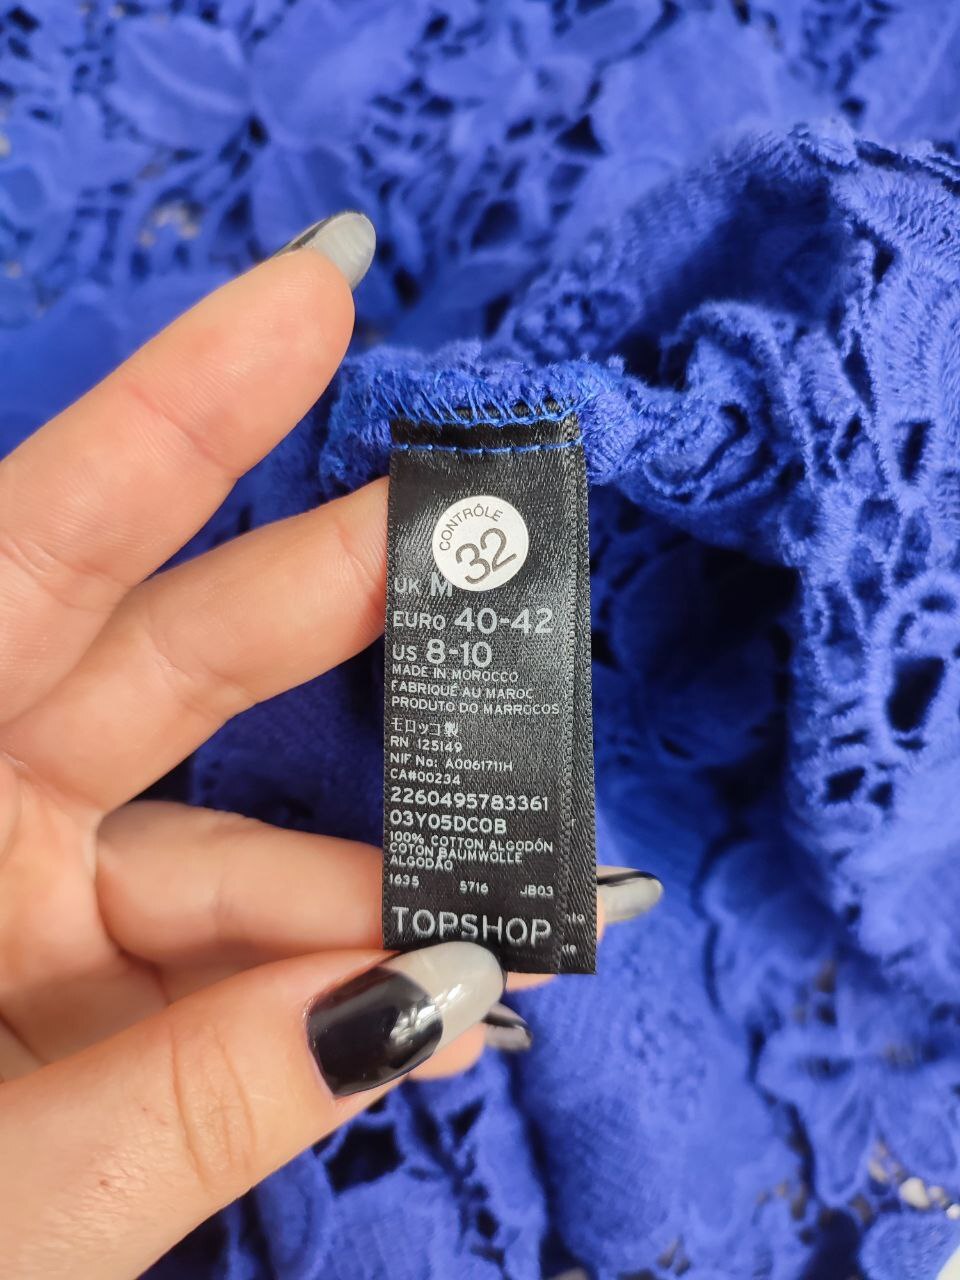 CONTRÔLE
32
UK M
EURO 40-42
US 8-10
MADE IN MOROCCO
FABRIQUÉ AU MAROC
PRODUTO DO MARROCOS
モロッコ製
RN 125149
NIF No: A0061711H
CA#00234
2260495783361
03Y05DC0B
100% COTTON ALGODÓN
COTON BAUMWOLLE
ALGODÃO
1635 5716 JB03
TOPSHOP